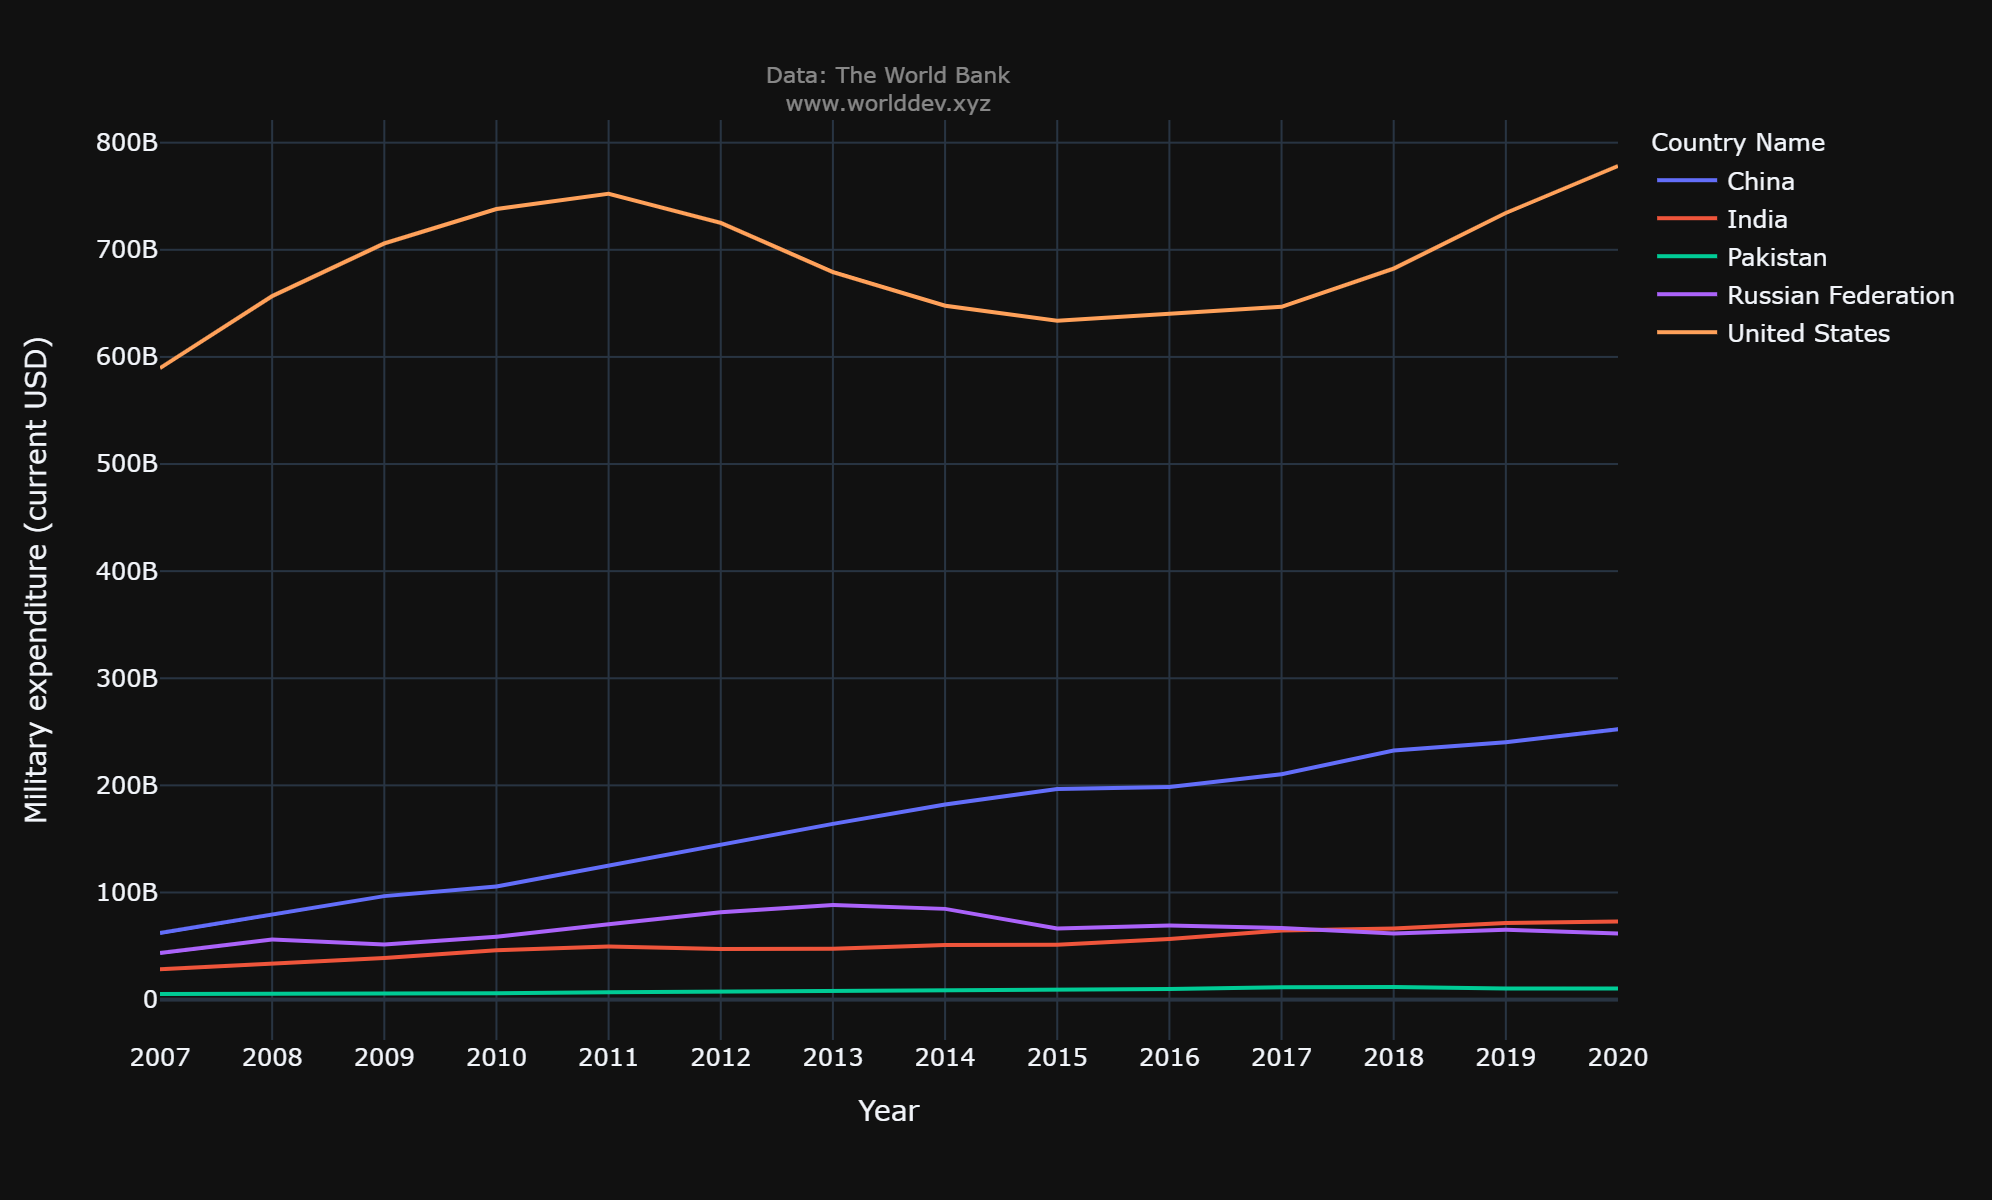 Data: The World Bank
www.worlddev.xyz
Military expenditure (current USD)
800B
700B
600B
500B
400B
300B
200B
100B
0
2007 2008 2009 2010 2011 2012 2013 2014 2015 2016 2017 2018 2019 2020
Year
Country Name
China
India
Pakistan
Russian Federation
United States